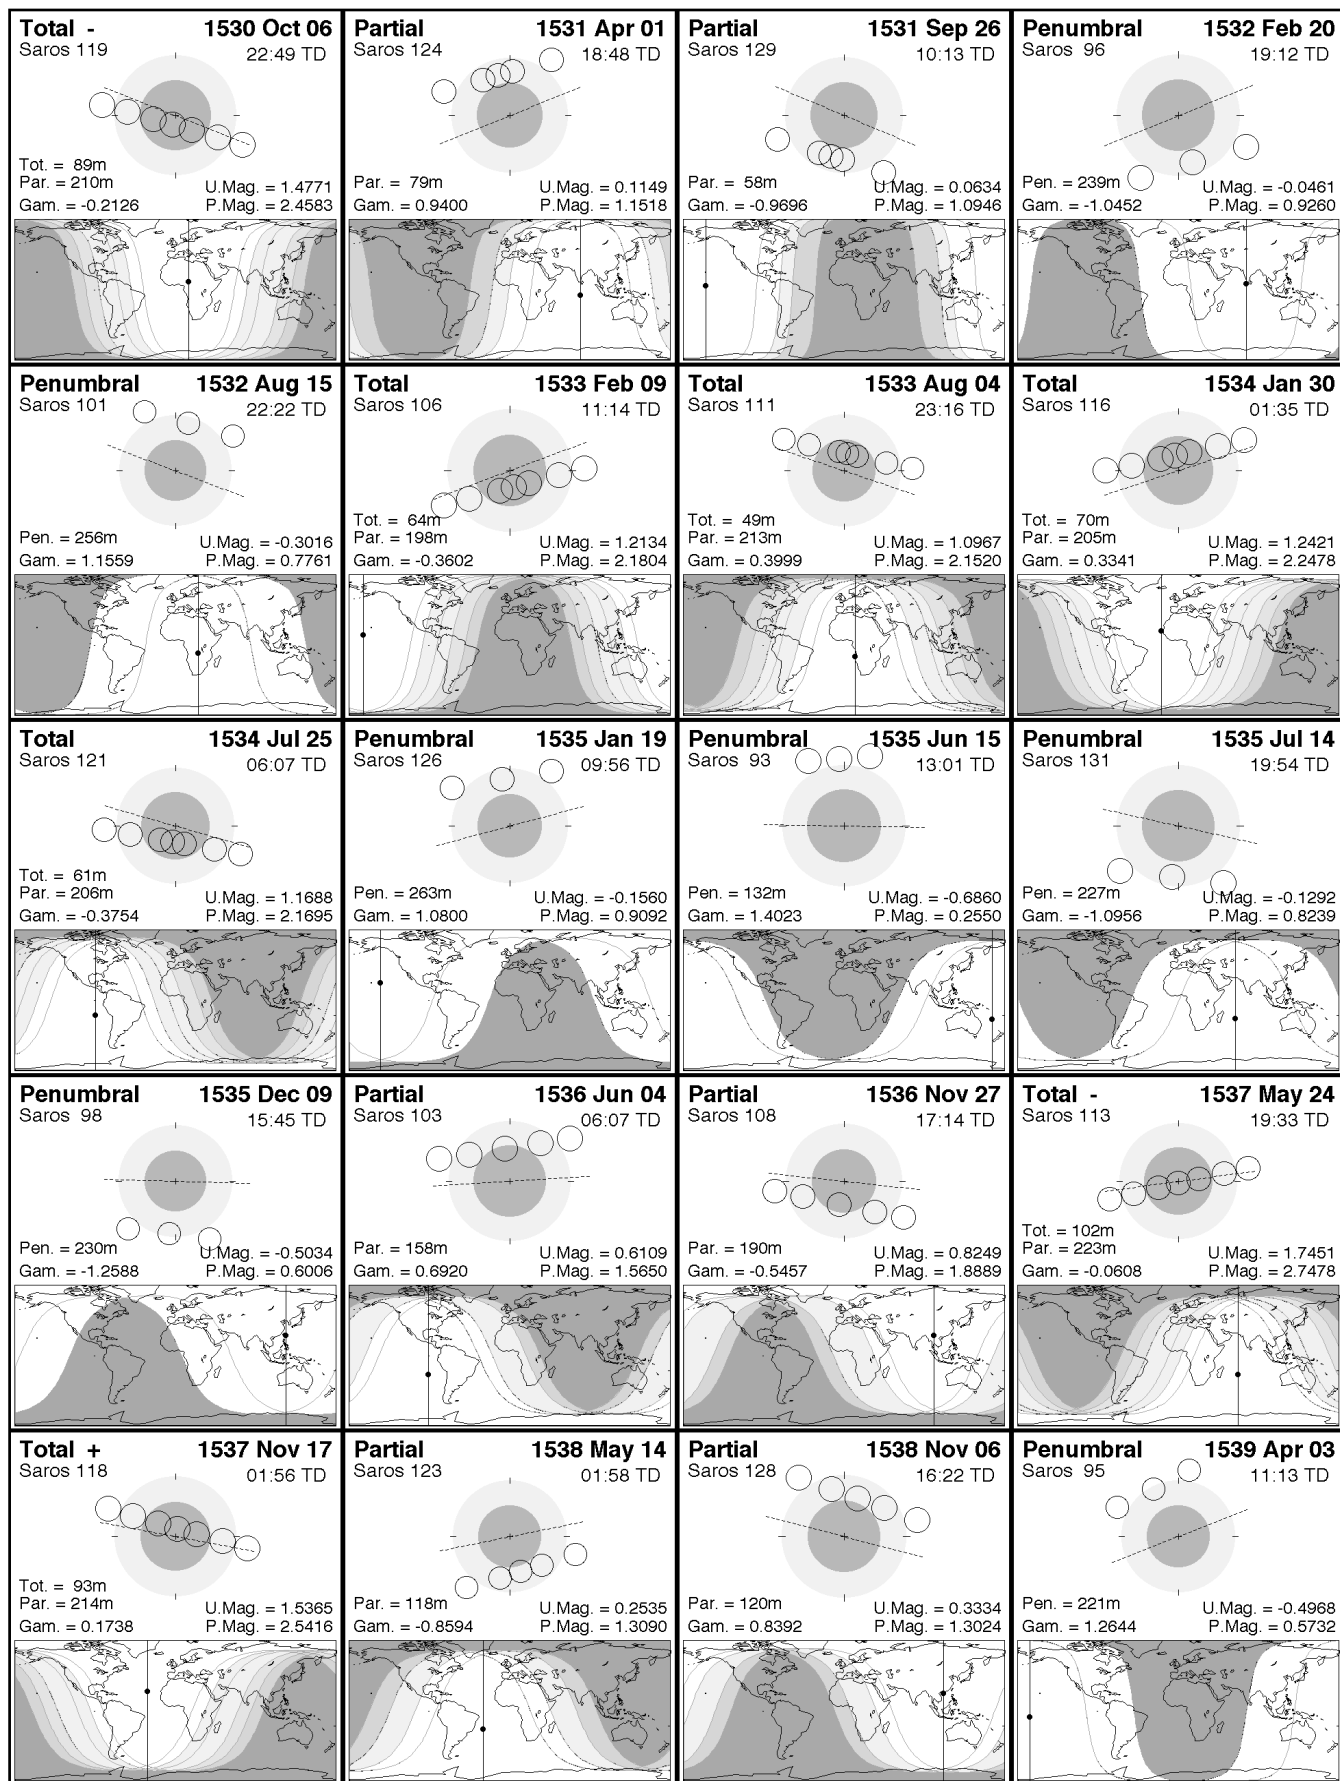 Total - 1530 Oct 06
Saros 119 22:49 TD
Tot. = 89m
Par. = 210m U.Mag. = 1.4771
Gam. = -0.2126 P.Mag. = 2.4583
Partial 1531 Apr 01
Saros 124 18:48 TD
Par. = 79m U.Mag. = 0.1149
Gam. = 0.9400 P.Mag. = 1.1518
Partial 1531 Sep 26
Saros 129 10:13 TD
Par. = 58m U.Mag. = 0.0634
Gam. = -0.9696 P.Mag. = 1.0946
Penumbral 1532 Feb 20
Saros 96 19:12 TD
Pen. = 239m U.Mag. = -0.0461
Gam. = -1.0452 P.Mag. = 0.9260
Penumbral 1532 Aug 15
Saros 101 22:22 TD
Pen. = 256m U.Mag. = -0.3016
Gam. = 1.1559 P.Mag. = 0.7761
Total 1533 Feb 09
Saros 106 11:14 TD
Tot. = 64m
Par. = 198m U.Mag. = 1.2134
Gam. = -0.3602 P.Mag. = 2.1804
Total 1533 Aug 04
Saros 111 23:16 TD
Tot. = 49m
Par. = 213m U.Mag. = 1.0967
Gam. = 0.3999 P.Mag. = 2.1520
Total 1534 Jan 30
Saros 116 01:35 TD
Tot. = 70m
Par. = 205m U.Mag. = 1.2421
Gam. = 0.3341 P.Mag. = 2.2478
Total 1534 Jul 25
Saros 121 06:07 TD
Tot. = 61m
Par. = 206m U.Mag. = 1.1688
Gam. = -0.3754 P.Mag. = 2.1695
Penumbral 1535 Jan 19
Saros 126 09:56 TD
Pen. = 263m U.Mag. = -0.1560
Gam. = 1.0800 P.Mag. = 0.9092
Penumbral 1535 Jun 15
Saros 93 13:01 TD
Pen. = 132m U.Mag. = -0.6860
Gam. = 1.4023 P.Mag. = 0.2550
Penumbral 1535 Jul 14
Saros 131 19:54 TD
Pen. = 227m U.Mag. = -0.1292
Gam. = -1.0956 P.Mag. = 0.8239
Penumbral 1535 Dec 09
Saros 98 15:45 TD
Pen. = 230m U.Mag. = -0.5034
Gam. = -1.2588 P.Mag. = 0.6006
Partial 1536 Jun 04
Saros 103 06:07 TD
Par. = 158m U.Mag. = 0.6109
Gam. = 0.6920 P.Mag. = 1.5650
Partial 1536 Nov 27
Saros 108 17:14 TD
Par. = 190m U.Mag. = 0.8249
Gam. = -0.5457 P.Mag. = 1.8889
Total - 1537 May 24
Saros 113 19:33 TD
Tot. = 102m
Par. = 223m U.Mag. = 1.7451
Gam. = -0.0608 P.Mag. = 2.7478
Total + 1537 Nov 17
Saros 118 01:56 TD
Tot. = 93m
Par. = 214m U.Mag. = 1.5365
Gam. = 0.1738 P.Mag. = 2.5416
Partial 1538 May 14
Saros 123 01:58 TD
Par. = 118m U.Mag. = 0.2535
Gam. = -0.8594 P.Mag. = 1.3090
Partial 1538 Nov 06
Saros 128 16:22 TD
Par. = 120m U.Mag. = 0.3334
Gam. = 0.8392 P.Mag. = 1.3024
Penumbral 1539 Apr 03
Saros 95 11:13 TD
Pen. = 221m U.Mag. = -0.4968
Gam. = 1.2644 P.Mag. = 0.5732